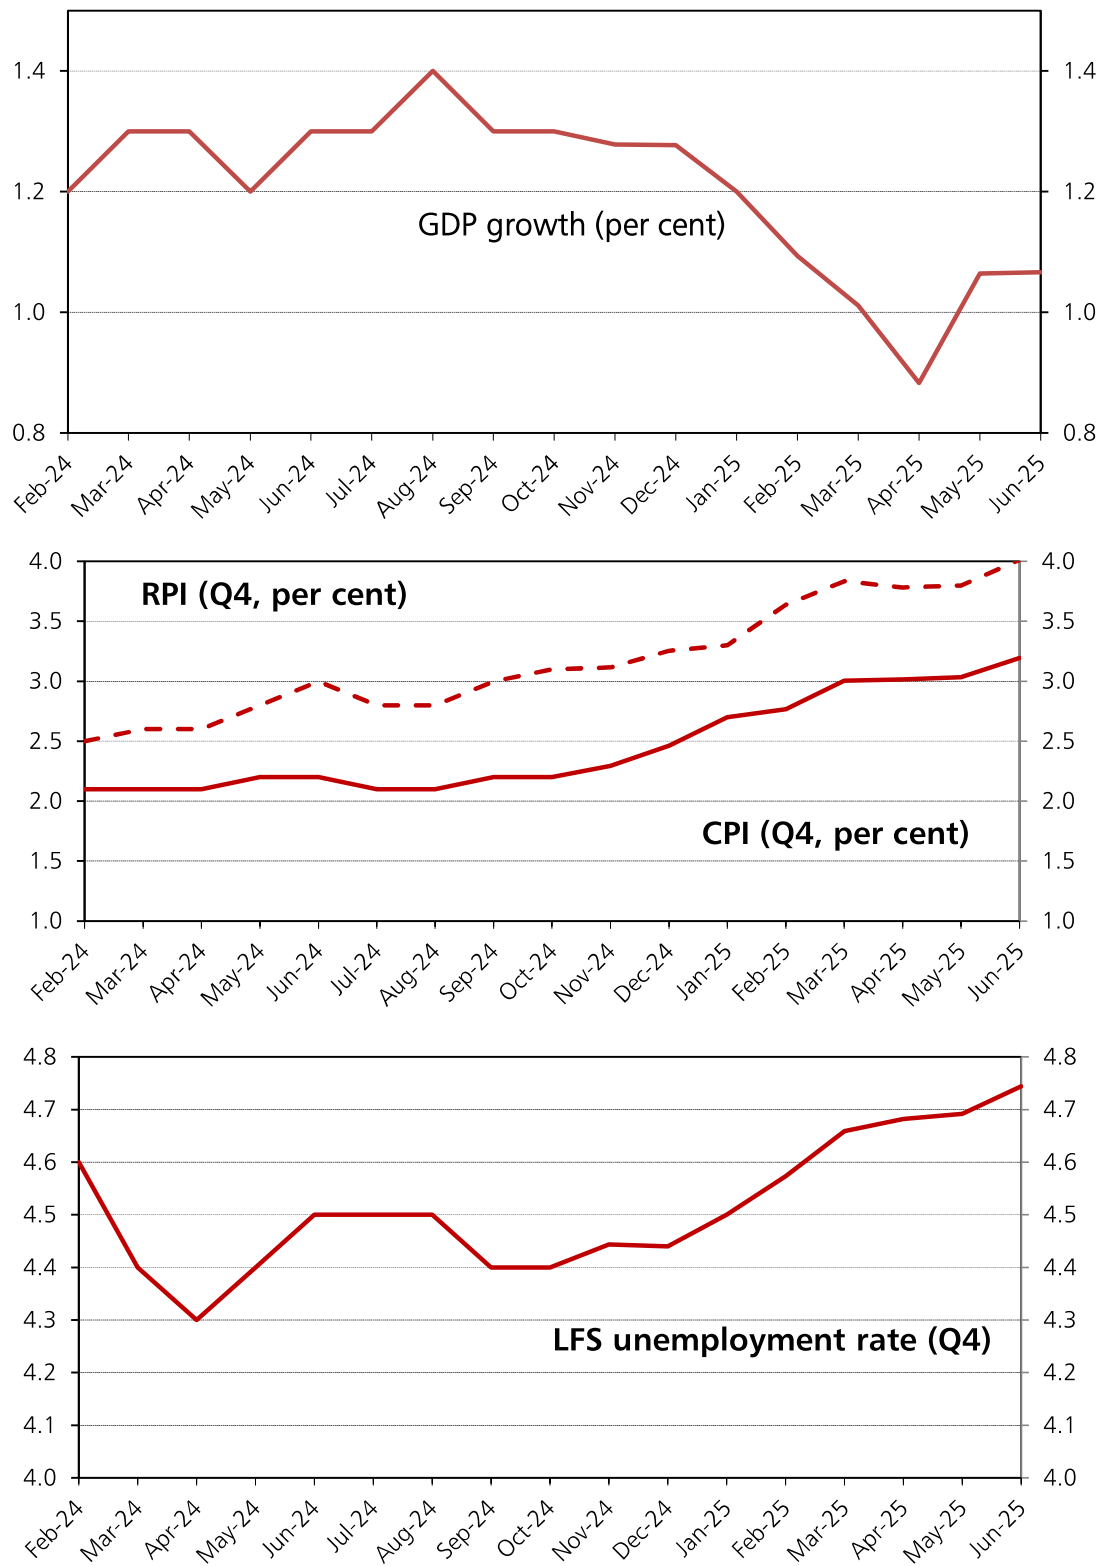 1.4 1.4
1.2 1.2
GDP growth (per cent)
1.0 1.0
0.8 0.8
Feb-24 Mar-24 Apr-24 May-24 Jun-24 Jul-24 Aug-24 Sep-24 Oct-24 Nov-24 Dec-24 Jan-25 Feb-25 Mar-25 Apr-25 May-25 Jun-25
4.0 4.0
RPI (Q4, per cent)
3.5 3.5
3.0 3.0
2.5 2.5
2.0 2.0
CPI (Q4, per cent)
1.5 1.5
1.0 1.0
Feb-24 Mar-24 Apr-24 May-24 Jun-24 Jul-24 Aug-24 Sep-24 Oct-24 Nov-24 Dec-24 Jan-25 Feb-25 Mar-25 Apr-25 May-25 Jun-25
4.8 4.8
4.7 4.7
4.6 4.6
4.5 4.5
4.4 4.4
4.3 4.3
LFS unemployment rate (Q4)
4.2 4.2
4.1 4.1
4.0 4.0
Feb-24 Mar-24 Apr-24 May-24 Jun-24 Jul-24 Aug-24 Sep-24 Oct-24 Nov-24 Dec-24 Jan-25 Feb-25 Mar-25 Apr-25 May-25 Jun-25